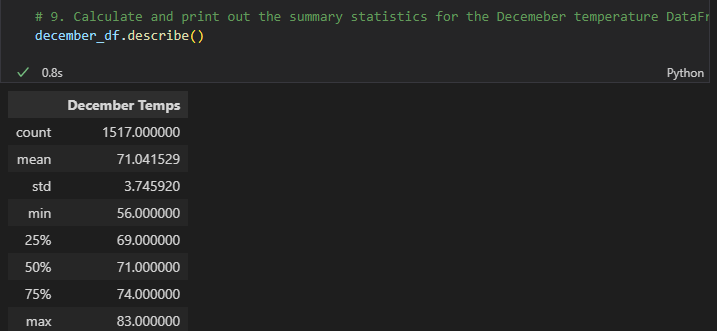 # 9. Calculate and print out the summary statistics for the Decemeber temperature DataFr
december_df.describe()
✓ 0.8s
Python
December Temps
count 1517.000000
mean 71.041529
std 3.745920
min 56.000000
25% 69.000000
50% 71.000000
75% 74.000000
max 83.000000